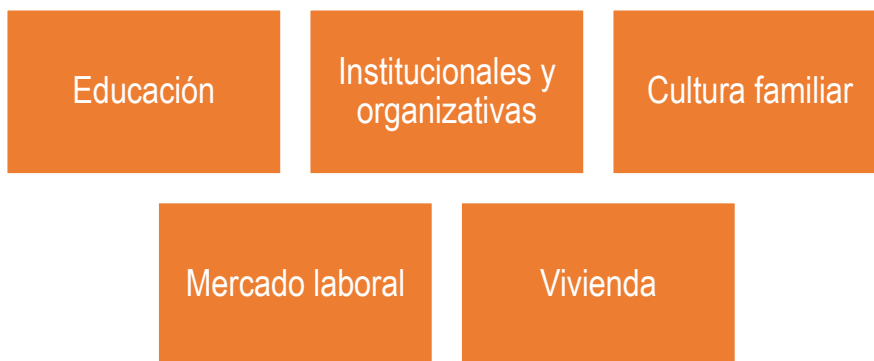 Educación
Institucionales y
organizativas
Cultura familiar
Mercado laboral
Vivienda